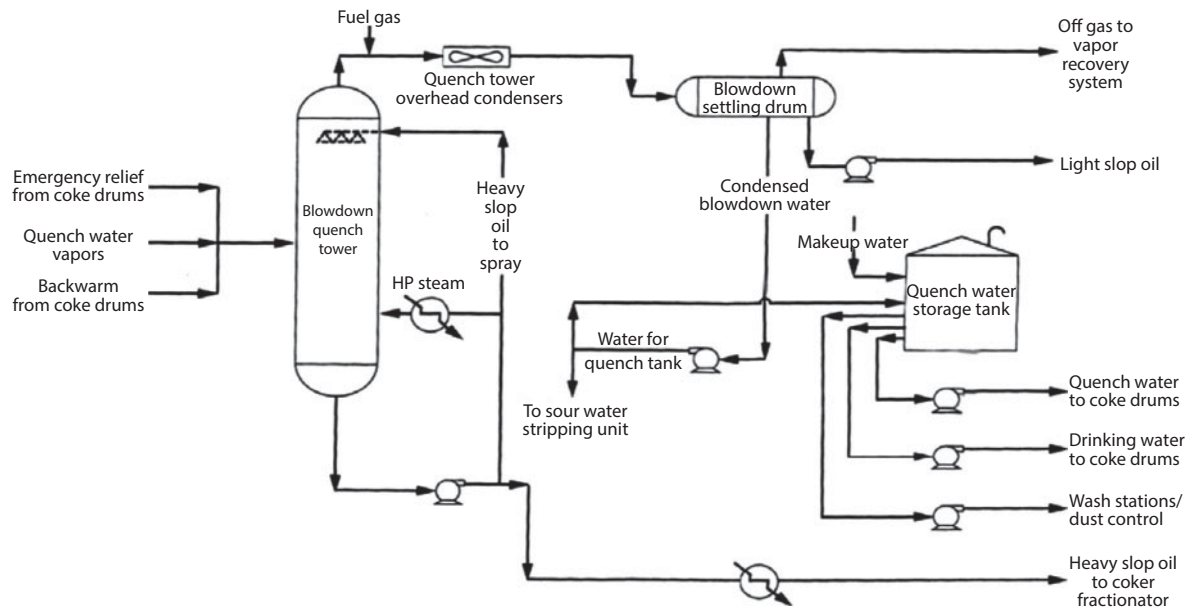 Fuel gas
Off gas to
vapor
recovery
system
Quench tower
overhead condensers
Blowdown
settling drum
Light slop oil
Emergency relief
from coke drums
Quench water
vapors
Backwarm
from coke drums
Blowdown
quench
tower
Heavy
slop
oil
to
spray
HP steam
Condensed
blowdown water
Makeup water
Quench water
storage tank
Water for
quench tank
To sour water
stripping unit
Quench water
to coke drums
Drinking water
to coke drums
Wash stations/
dust control
Heavy slop oil
to coker
fractionator